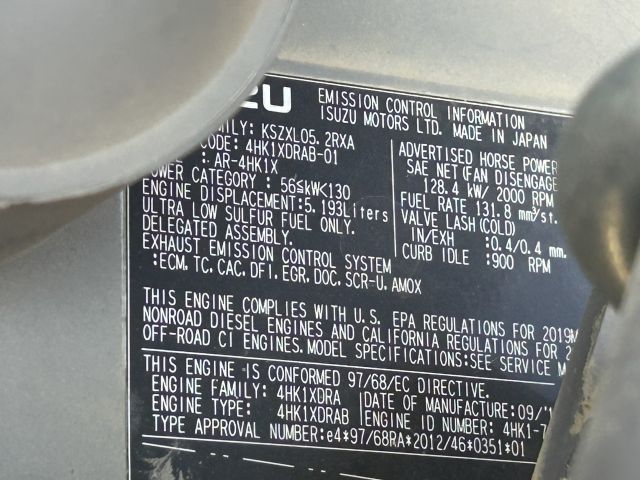 ZU EMISSION CONTROL INFORMATION
ISUZU MOTORS LTD. MADE IN JAPAN
MILY: KSZXL05.2RXA
CODE: 4HK1XDRAB-01
: AR-4HK1X
POWER CATEGORY : 56≤kW<130
ENGINE DISPLACEMENT:5.193Liters
ULTRA LOW SULFUR FUEL ONLY.
DELEGATED ASSEMBLY.
EXHAUST EMISSION CONTROL SYSTEM
:ECM, TC, CAC, DFI, EGR, DOC, SCR-U, AMOX
ADVERTISED HORSE POWER
SAE NET(FAN DISENGAGE
128.4 kW/ 2000 RPM
FUEL RATE 131.8 mm³/st.
VALVE LASH(COLD)
IN/EXH :0.4/0.4 mm.
CURB IDLE :900 RPM
THIS ENGINE COMPLIES WITH U.S. EPA REGULATIONS FOR 2019M
NONROAD DIESEL ENGINES AND CALIFORNIA REGULATIONS FOR 2
OFF-ROAD CI ENGINES. MODEL SPECIFICATIONS:SEE SERVICE M
THIS ENGINE IS CONFORMED 97/68/EC DIRECTIVE.
ENGINE FAMILY: 4HK1XDRA DATE OF MANUFACTURE:09/1
ENGINE TYPE: 4HK1XDRAB ENGINE ID NUMBER: 4HK1-7
TYPE APPROVAL NUMBER:e4*97/68RA*2012/46*0351*01